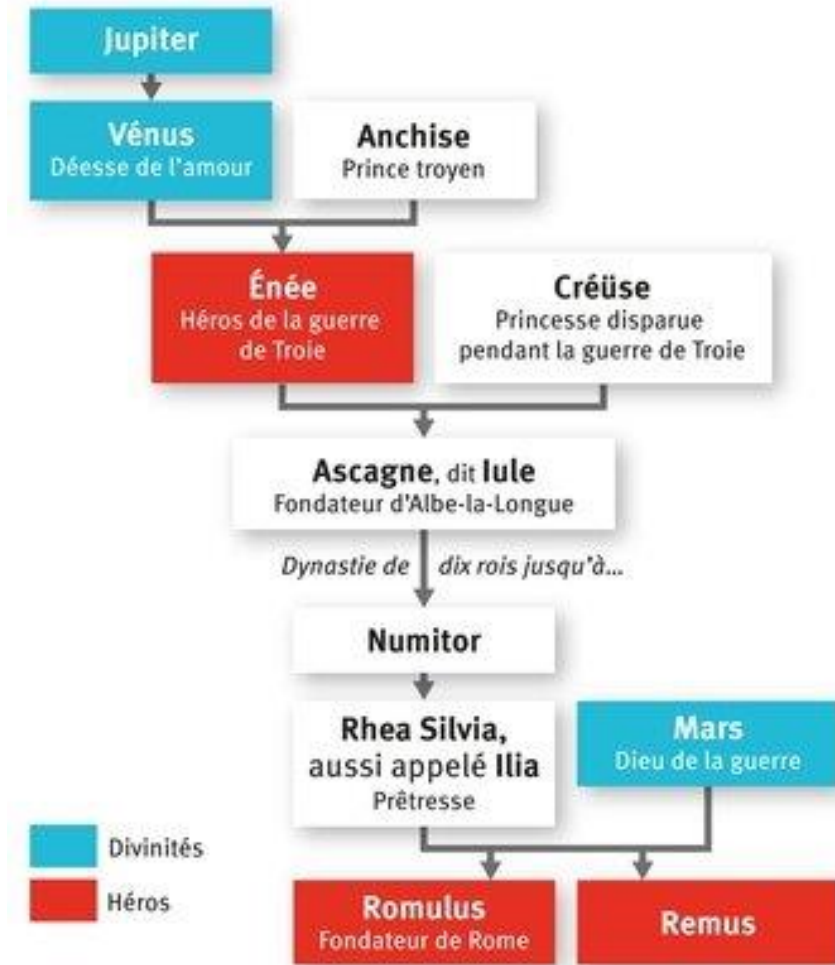 Jupiter
Vénus
Déesse de l'amour
Anchise
Prince troyen
Énée
Héros de la guerre
de Troie
Créüse
Princesse disparue
pendant la guerre de Troie
Ascagne, dit Iule
Fondateur d'Albe-la-Longue
Dynastie de dix rois jusqu'à...
Numitor
Rhea Silvia,
aussi appelé Ilia
Prêtresse
Mars
Dieu de la guerre
Divinités
Héros
Romulus
Fondateur de Rome
Remus